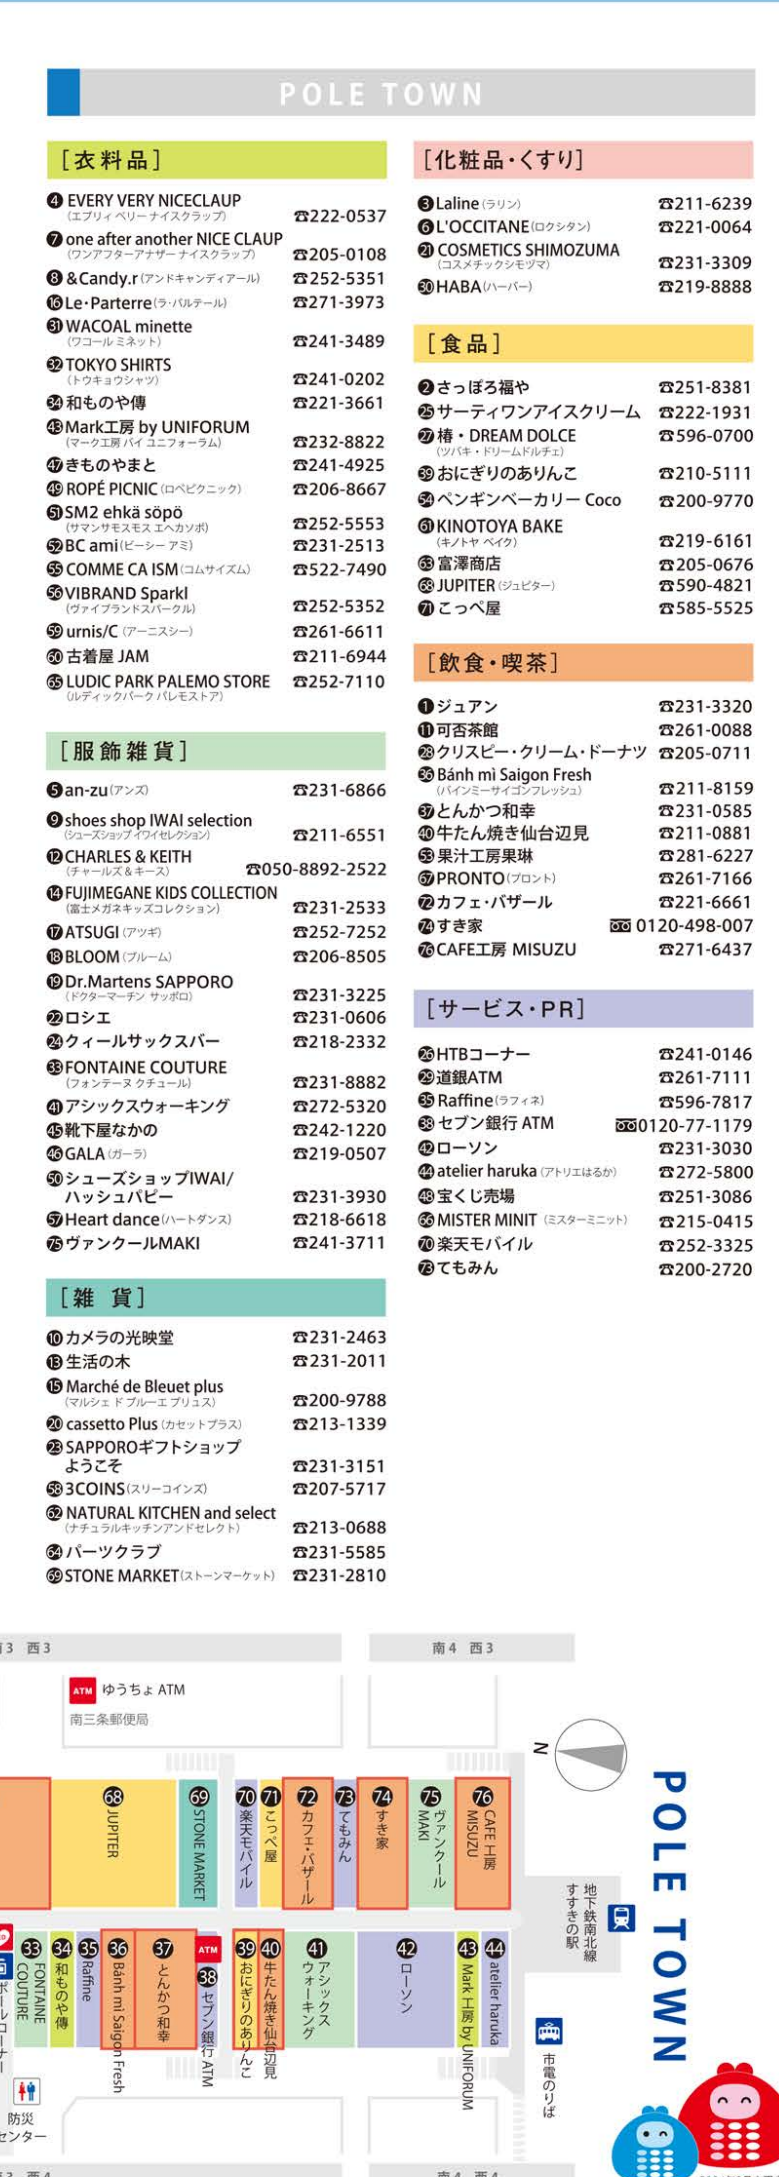 POLE TOWN
[衣料品]
❹ EVERY VERY NICECLAUP
(エブリィ ベリー ナイスクラップ) ☎222-0537
❼ one after another NICE CLAUP
(ワンアフターアナザー ナイスクラップ) ☎205-0108
❽ &Candy.r(アンドキャンディアール) ☎252-5351
⓰ Le・Parterre(ラ・パルテール) ☎271-3973
㉛ WACOAL minette
(ワコール ミネット) ☎241-3489
㉜ TOKYO SHIRTS
(トウキョウシャツ) ☎241-0202
㉞ 和ものや傳 ☎221-3661
㊸ Mark工房 by UNIFORUM
(マーク工房 バイ ユニフォーラム) ☎232-8822
㊼ きものやまと ☎241-4925
㊾ ROPÉ PICNIC(ロペピクニック) ☎206-8667
51 SM2 ehkä söpö
(サマンサモスモス エヘカソポ) ☎252-5553
52 BC ami(ビーシー アミ) ☎231-2513
55 COMME CA ISM(コムサイズム) ☎522-7490
56 VIBRAND Sparkl
(ヴァイブランドスパークル) ☎252-5352
59 urnis/C (アーニスシー) ☎261-6611
60 古着屋 JAM ☎211-6944
65 LUDIC PARK PALEMO STORE ☎252-7110
(ルディックパーク パレモストア)
[服飾雑貨]
❺ an-zu(アンズ) ☎231-6866
❾ shoes shop IWAI selection
(シューズショップ イワイセレクション) ☎211-6551
⓬ CHARLES & KEITH
(チャールズ&キース) ☎050-8892-2522
⓮ FUJIMEGANE KIDS COLLECTION
(富士メガネキッズコレクション) ☎231-2533
⓱ ATSUGI (アツギ) ☎252-7252
⓲ BLOOM (ブルーム) ☎206-8505
⓳ Dr.Martens SAPPORO
(ドクターマーチン サッポロ) ☎231-3225
㉒ ロシエ ☎231-0606
㉔ クィールサックスバー ☎218-2332
㉝ FONTAINE COUTURE
(フォンテーヌ クチュール) ☎231-8882
㊶ アシックスウォーキング ☎272-5320
㊺ 靴下屋なかの ☎242-1220
㊻ GALA (ガーラ) ☎219-0507
㊿ シューズショップIWAI/
ハッシュパピー ☎231-3930
57 Heart dance(ハートダンス) ☎218-6618
75 ヴァンクールMAKI ☎241-3711
[雑 貨]
❿ カメラの光映堂 ☎231-2463
⓭ 生活の木 ☎231-2011
⓯ Marché de Bleuet plus
(マルシェ ド ブルーエ プリュス) ☎200-9788
⓴ cassetto Plus (カセットプラス) ☎213-1339
㉓ SAPPOROギフトショップ
ようこそ ☎231-3151
58 3COINS(スリーコインズ) ☎207-5717
62 NATURAL KITCHEN and select
(ナチュラルキッチンアンドセレクト) ☎213-0688
64 パーツクラブ ☎231-5585
69 STONE MARKET(ストーンマーケット) ☎231-2810
[化粧品・くすり]
❸ Laline (ラリン) ☎211-6239
❻ L'OCCITANE(ロクシタン) ☎221-0064
㉑ COSMETICS SHIMOZUMA
(コスメチックシモヅマ) ☎231-3309
㉚ HABA(ハーバー) ☎219-8888
[食品]
❷ さっぽろ福や ☎251-8381
㉕ サーティワンアイスクリーム ☎222-1931
㉗ 椿・DREAM DOLCE ☎596-0700
(ツバキ・ドリームドルチェ)
㊴ おにぎりのありんこ ☎210-5111
54 ペンギンベーカリー Coco ☎200-9770
61 KINOTOYA BAKE
(キノトヤ ベイク) ☎219-6161
63 富澤商店 ☎205-0676
68 JUPITER (ジュピター) ☎590-4821
71 こっぺ屋 ☎585-5525
[飲食・喫茶]
❶ ジュアン ☎231-3320
⓫ 可否茶館 ☎261-0088
㉘ クリスピー・クリーム・ドーナツ ☎205-0711
㊱ Bánh mì Saigon Fresh
(バインミーサイゴンフレッシュ) ☎211-8159
㊲ とんかつ和幸 ☎231-0585
㊵ 牛たん焼き仙台辺見 ☎211-0881
53 果汁工房果琳 ☎281-6227
67 PRONTO(プロント) ☎261-7166
72 カフェ・バザール ☎221-6661
74 すき家 0120-498-007
76 CAFE工房 MISUZU ☎271-6437
[サービス・PR]
㉖ HTBコーナー ☎241-0146
㉙ 道銀ATM ☎261-7111
㉟ Raffine(ラフィネ) ☎596-7817
㊳ セブン銀行 ATM 0120-77-1179
㊷ ローソン ☎231-3030
㊹ atelier haruka (アトリエはるか) ☎272-5800
㊽ 宝くじ売場 ☎251-3086
66 MISTER MINIT (ミスターミニット) ☎215-0415
70 楽天モバイル ☎252-3325
73 てもみん ☎200-2720
3 西3
南4 西3
ATM ゆうちょ ATM
南三条郵便局
N
POLE TOWN
68 JUPITER
69 STONE MARKET
70 楽天モバイル
71 こっぺ屋
72 カフェ・バザール
73 てもみん
74 すき家
75 ヴァンクール
MAKI
76 CAFE 工房
MISUZU
地下鉄南北線
すすきの駅
33 FONTAINE
COUTURE
34 和ものや傳
35 Raffine
36 Bánh mì Saigon Fresh
37 とんかつ和幸
ATM
38 セブン銀行 ATM
39 おにぎりのありんこ
40 牛たん焼き仙台辺見
41 アシックス
ウォーキング
42 ローソン
43 Mark 工房 by UNIFORUM
44 atelier haruka
市電のりば
ポールコーナー
防災
センター